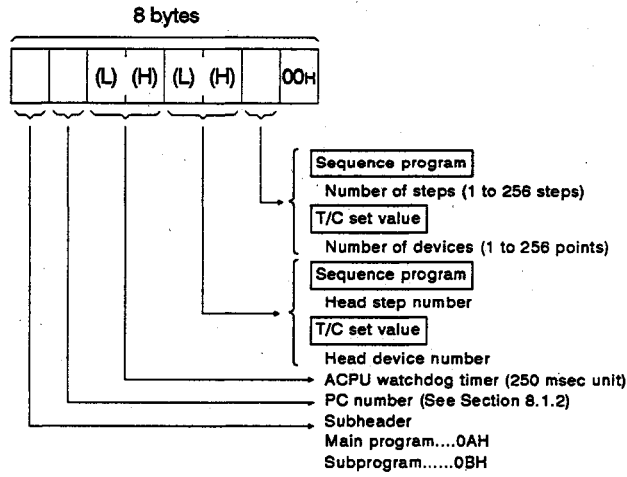 8 bytes
(L) (H) (L) (H) 00H
Sequence program
Number of steps (1 to 256 steps)
T/C set value
Number of devices (1 to 256 points)
Sequence program
Head step number
T/C set value
Head device number
ACPU watchdog timer (250 msec unit)
PC number (See Section 8.1.2)
Subheader
Main program....0AH
Subprogram......0BH